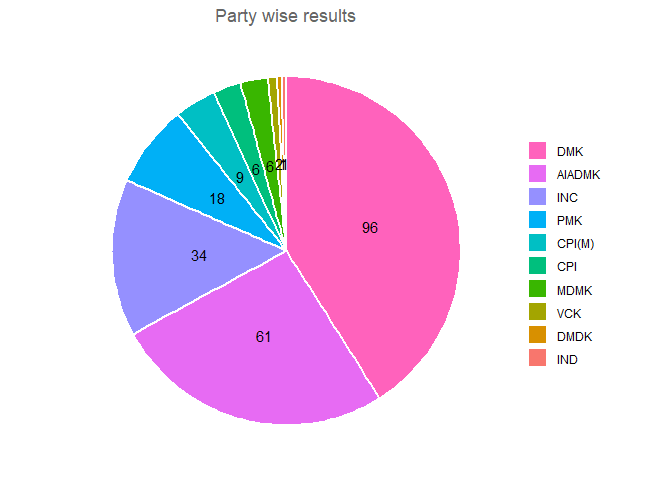 Party wise results
96
61
34
18
9
6
6
2
1
1
DMK
AIADMK
INC
PMK
CPI(M)
CPI
MDMK
VCK
DMDK
IND